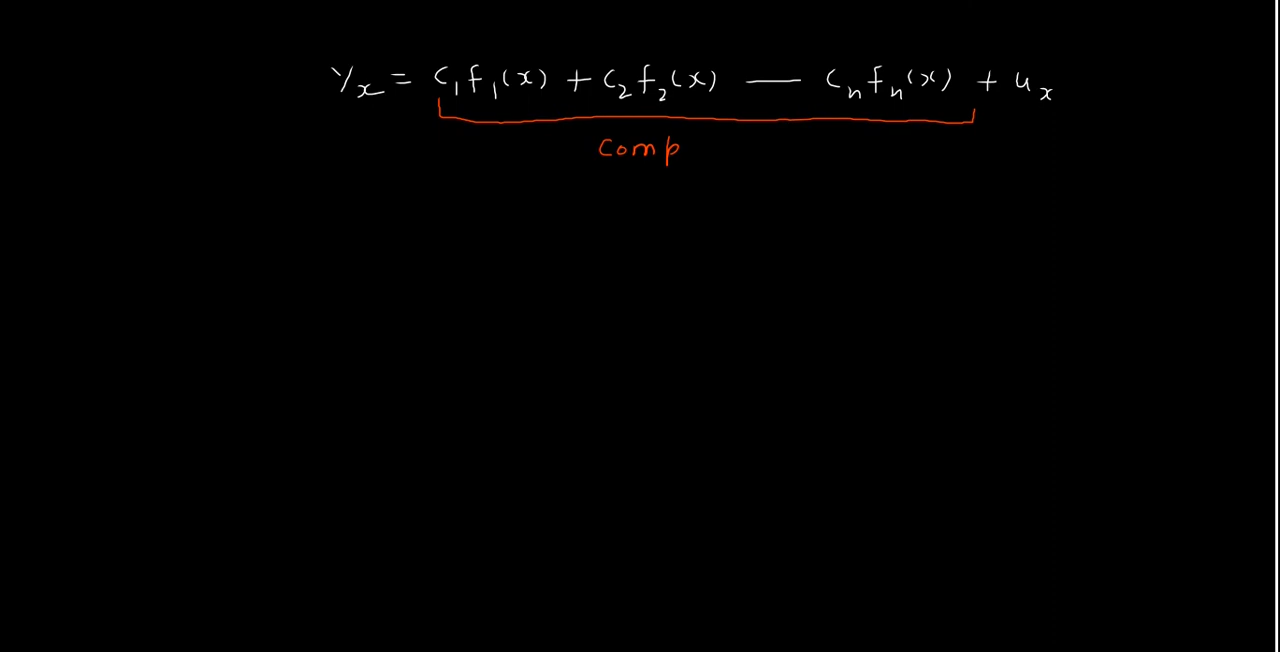 y_x = c_1 f_1(x) + c_2 f_2(x) — c_n f_n(x) + u_x
comp